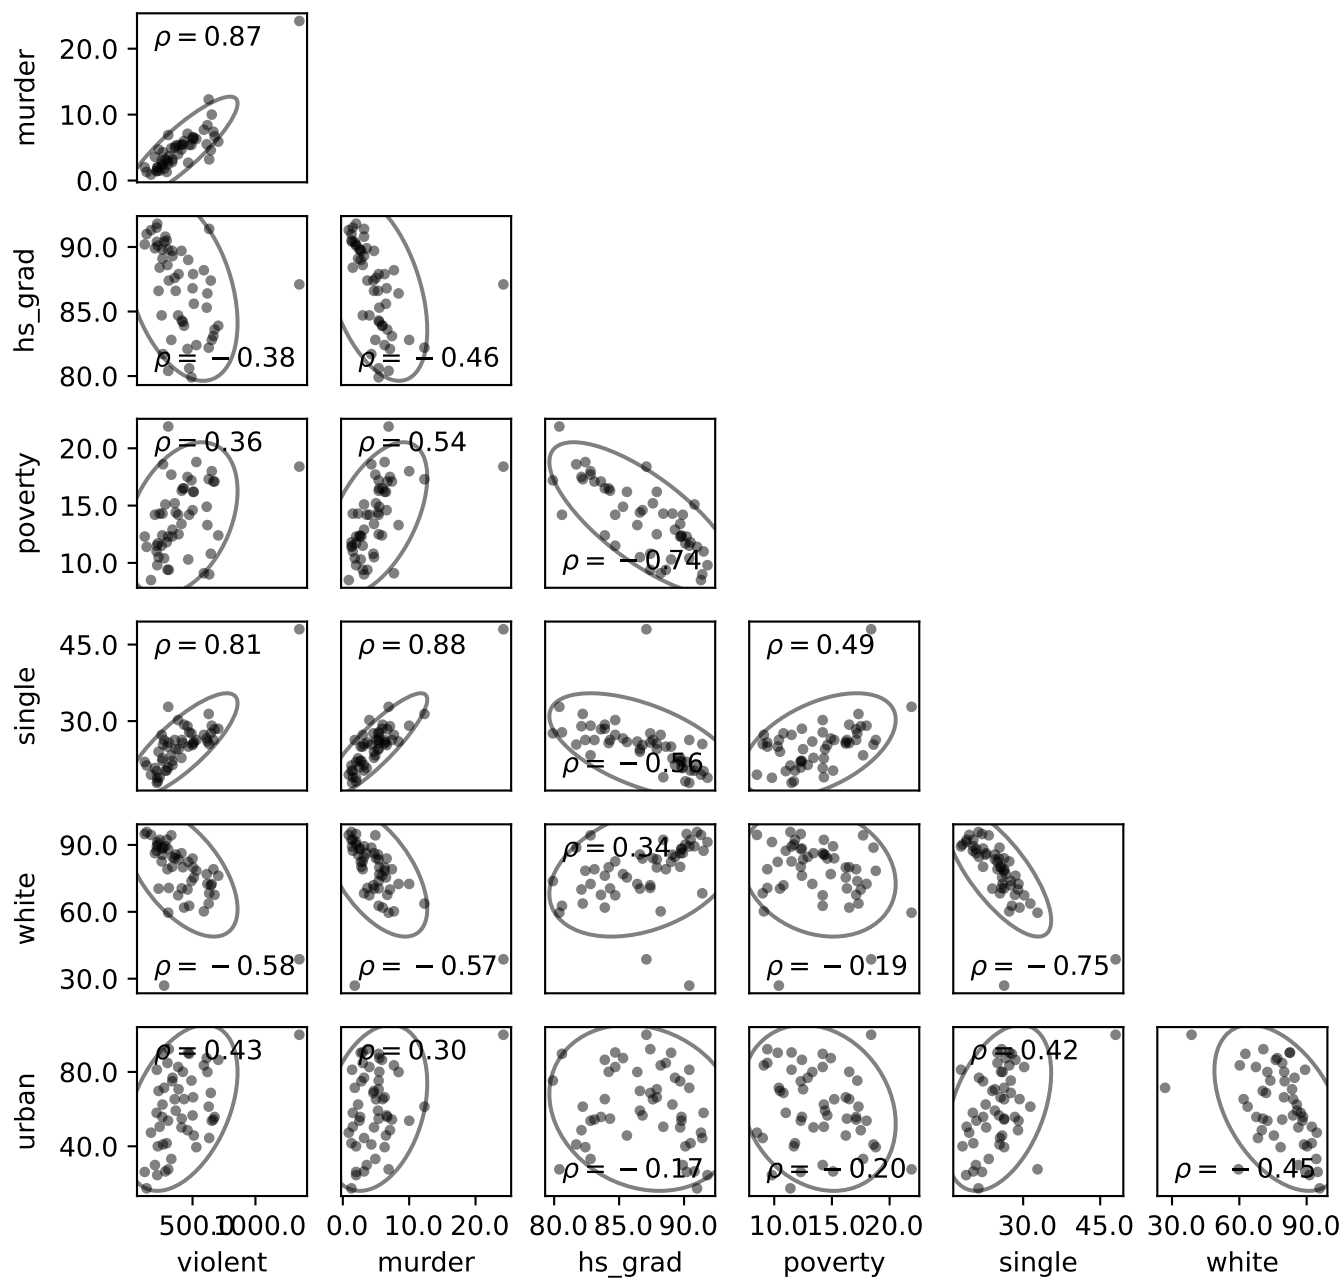 murder
20.0
10.0
0.0
ρ = 0.87
hs_grad
90.0
85.0
80.0
ρ = −0.38
ρ = −0.46
poverty
20.0
15.0
10.0
ρ = 0.36
ρ = 0.54
ρ = −0.74
single
45.0
30.0
ρ = 0.81
ρ = 0.88
ρ = −0.56
ρ = 0.49
white
90.0
60.0
30.0
ρ = −0.58
ρ = −0.57
ρ = 0.34
ρ = −0.19
ρ = −0.75
urban
80.0
40.0
ρ = 0.43
ρ = 0.30
ρ = −0.17
ρ = −0.20
ρ = 0.42
ρ = −0.45
500.0 1000.0
0.0 10.0 20.0
80.0 85.0 90.0
10.0 15.0 20.0
30.0 45.0
30.0 60.0 90.0
violent
murder
hs_grad
poverty
single
white